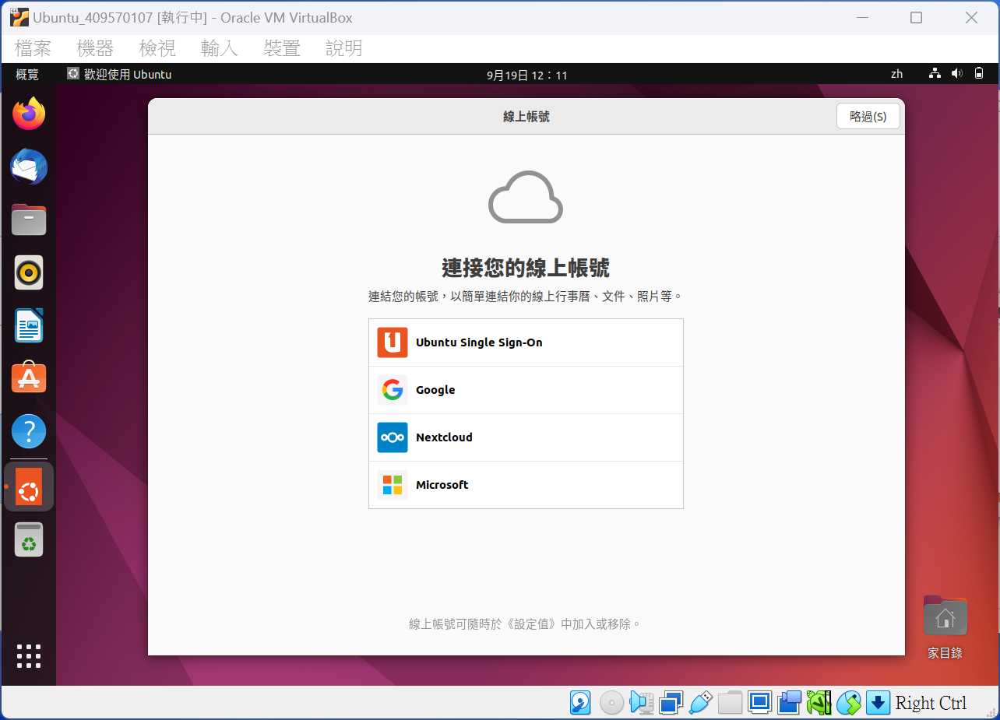 Ubuntu_409570107 [執行中] - Oracle VM VirtualBox
檔案 機器 檢視 輸入 裝置 說明
概覽 歡迎使用 Ubuntu 9月19日 12：11 zh
線上帳號 略過(S)
連接您的線上帳號
連結您的帳號，以簡單連結你的線上行事曆、文件、照片等。
Ubuntu Single Sign-On
Google
Nextcloud
Microsoft
線上帳號可隨時於《設定值》中加入或移除。
家目錄
Right Ctrl